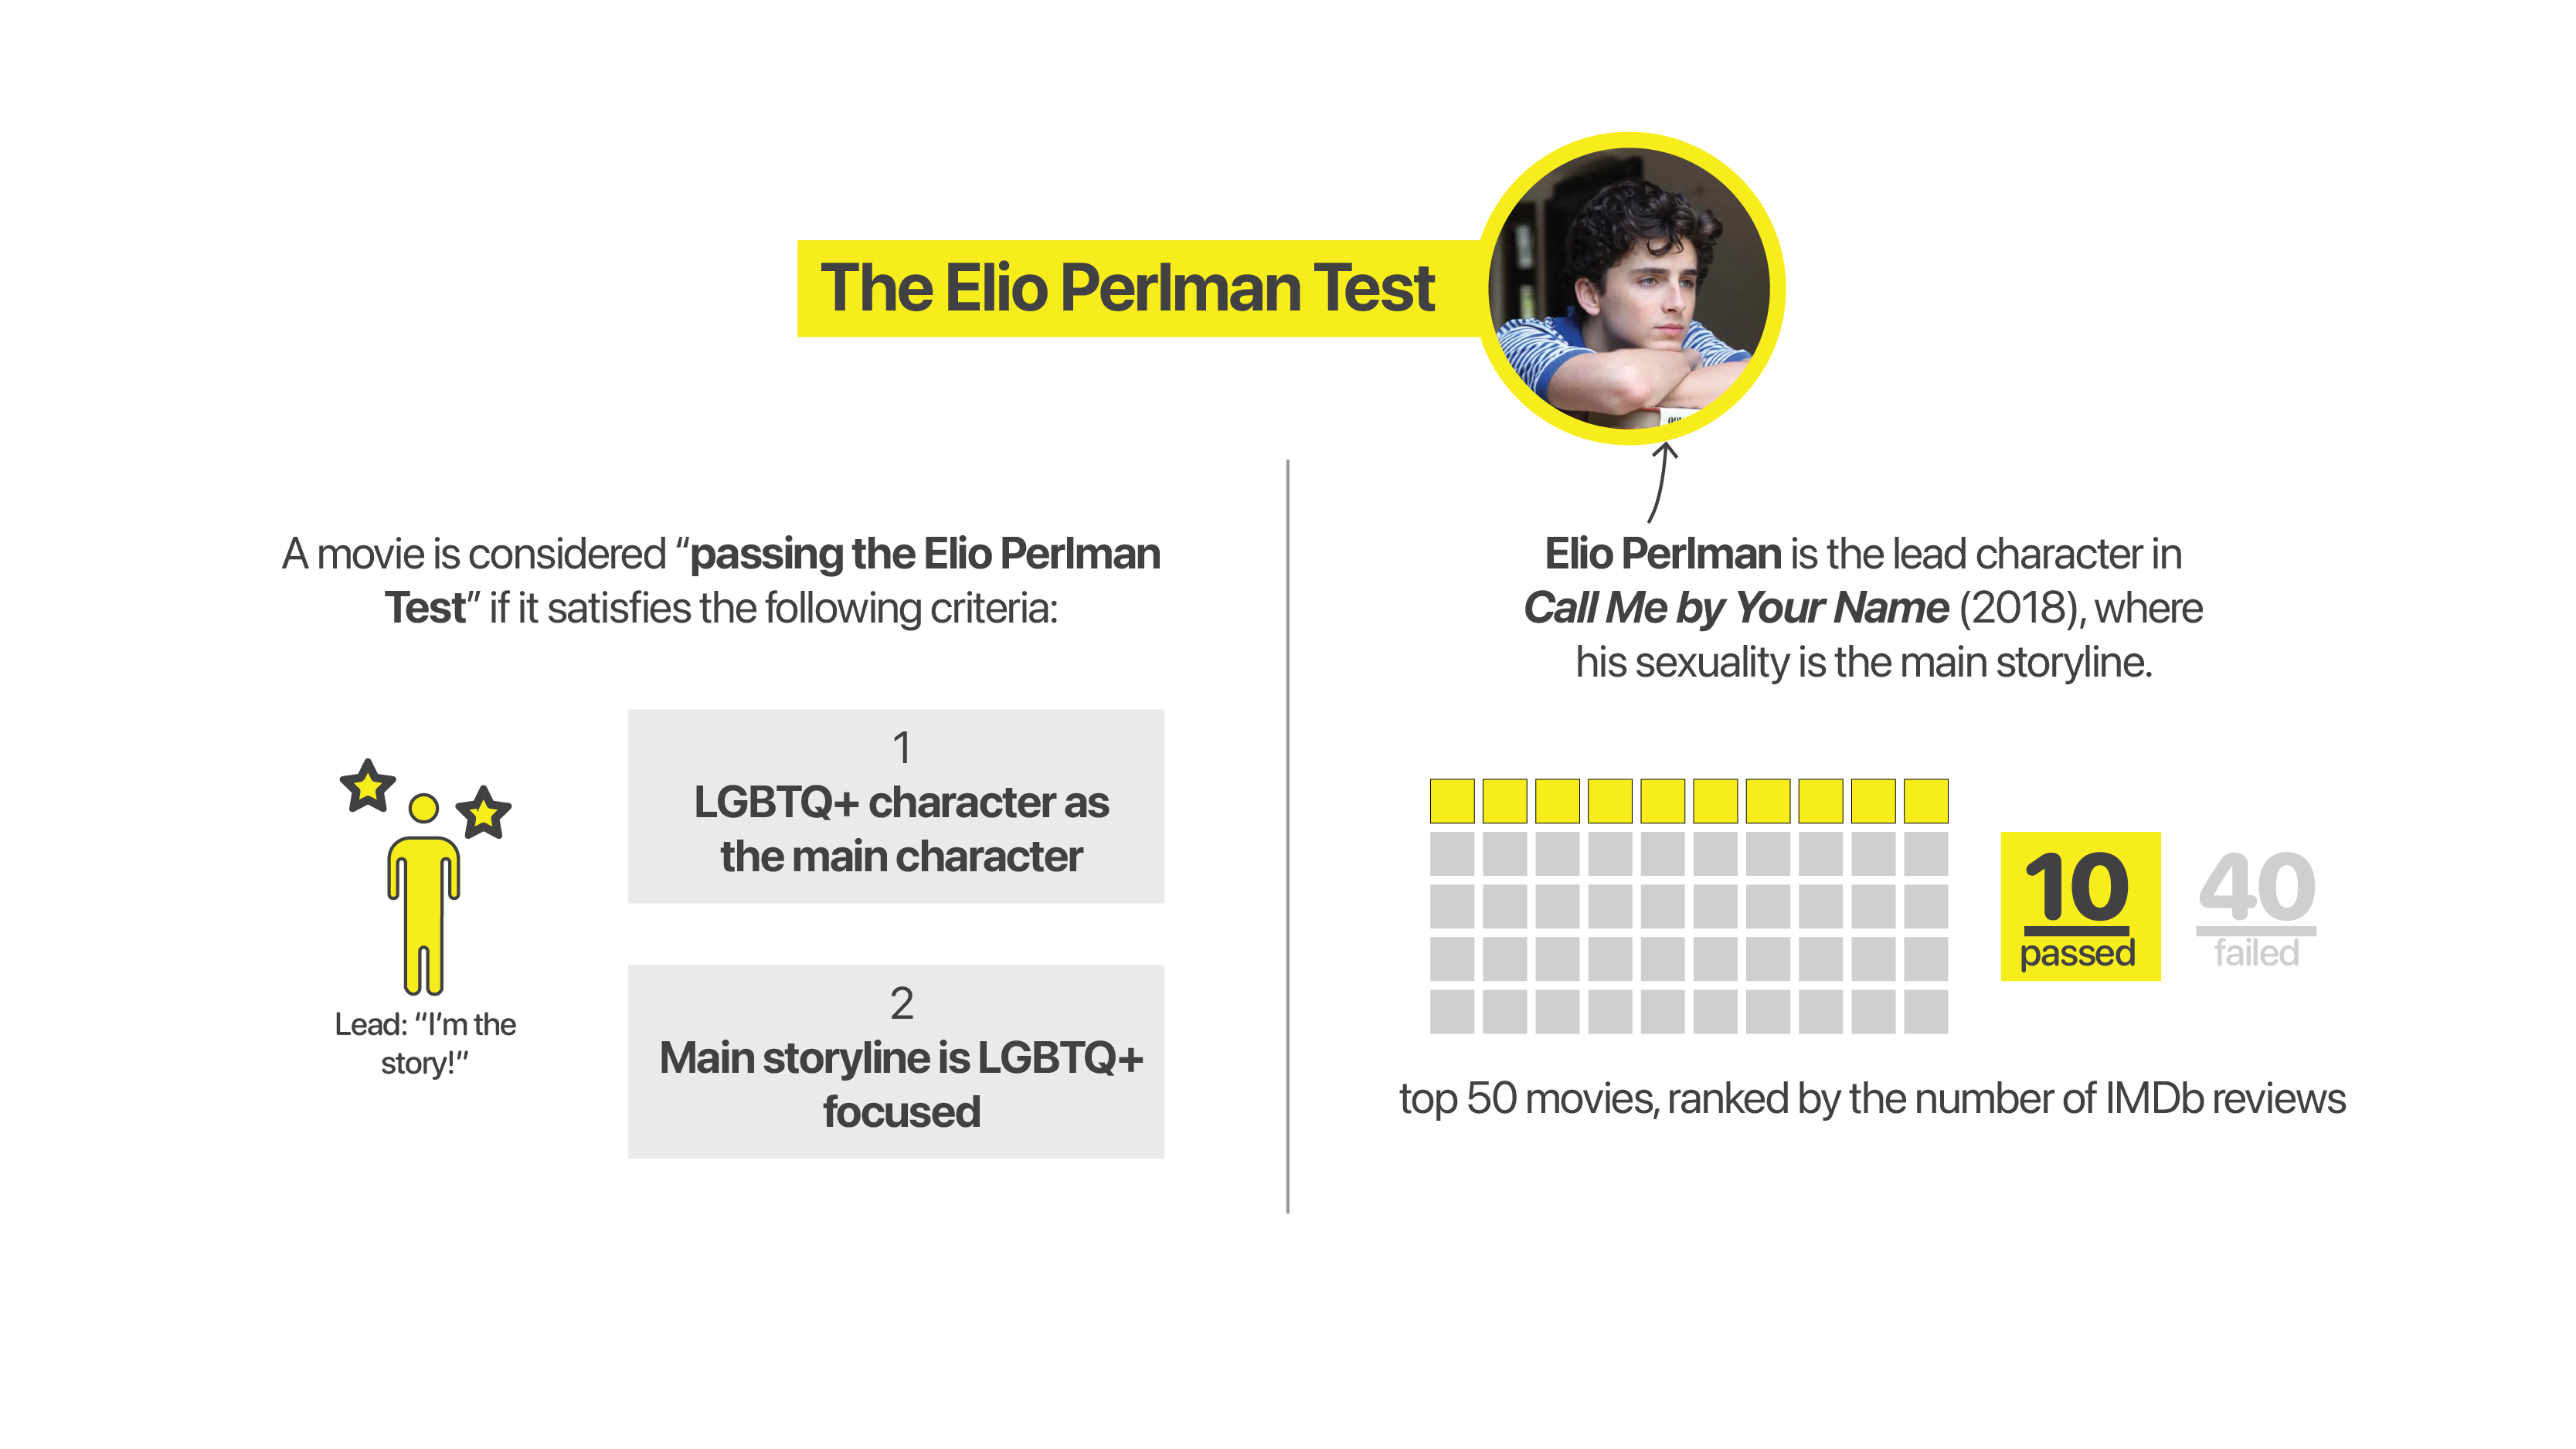 The Elio Perlman Test
A movie is considered “passing the Elio Perlman
Test” if it satisfies the following criteria:
Lead: “I’m the
story!”
1
LGBTQ+ character as
the main character
2
Main storyline is LGBTQ+
focused
Elio Perlman is the lead character in
Call Me by Your Name (2018), where
his sexuality is the main storyline.
10
passed
40
failed
top 50 movies, ranked by the number of IMDb reviews